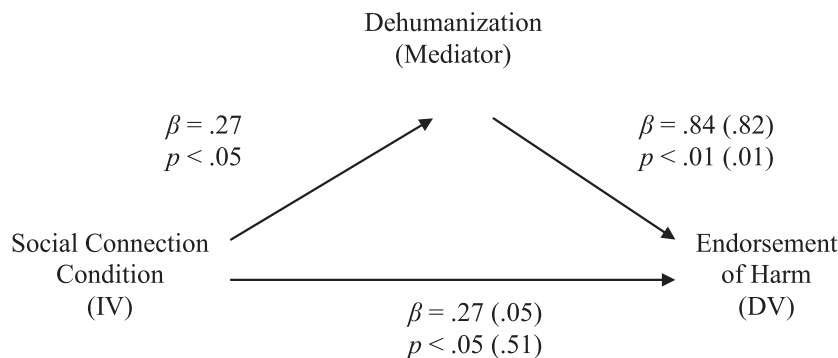 Dehumanization
(Mediator)
β = .27
p < .05
β = .84 (.82)
p < .01 (.01)
Social Connection
Condition
(IV)
Endorsement
of Harm
(DV)
β = .27 (.05)
p < .05 (.51)